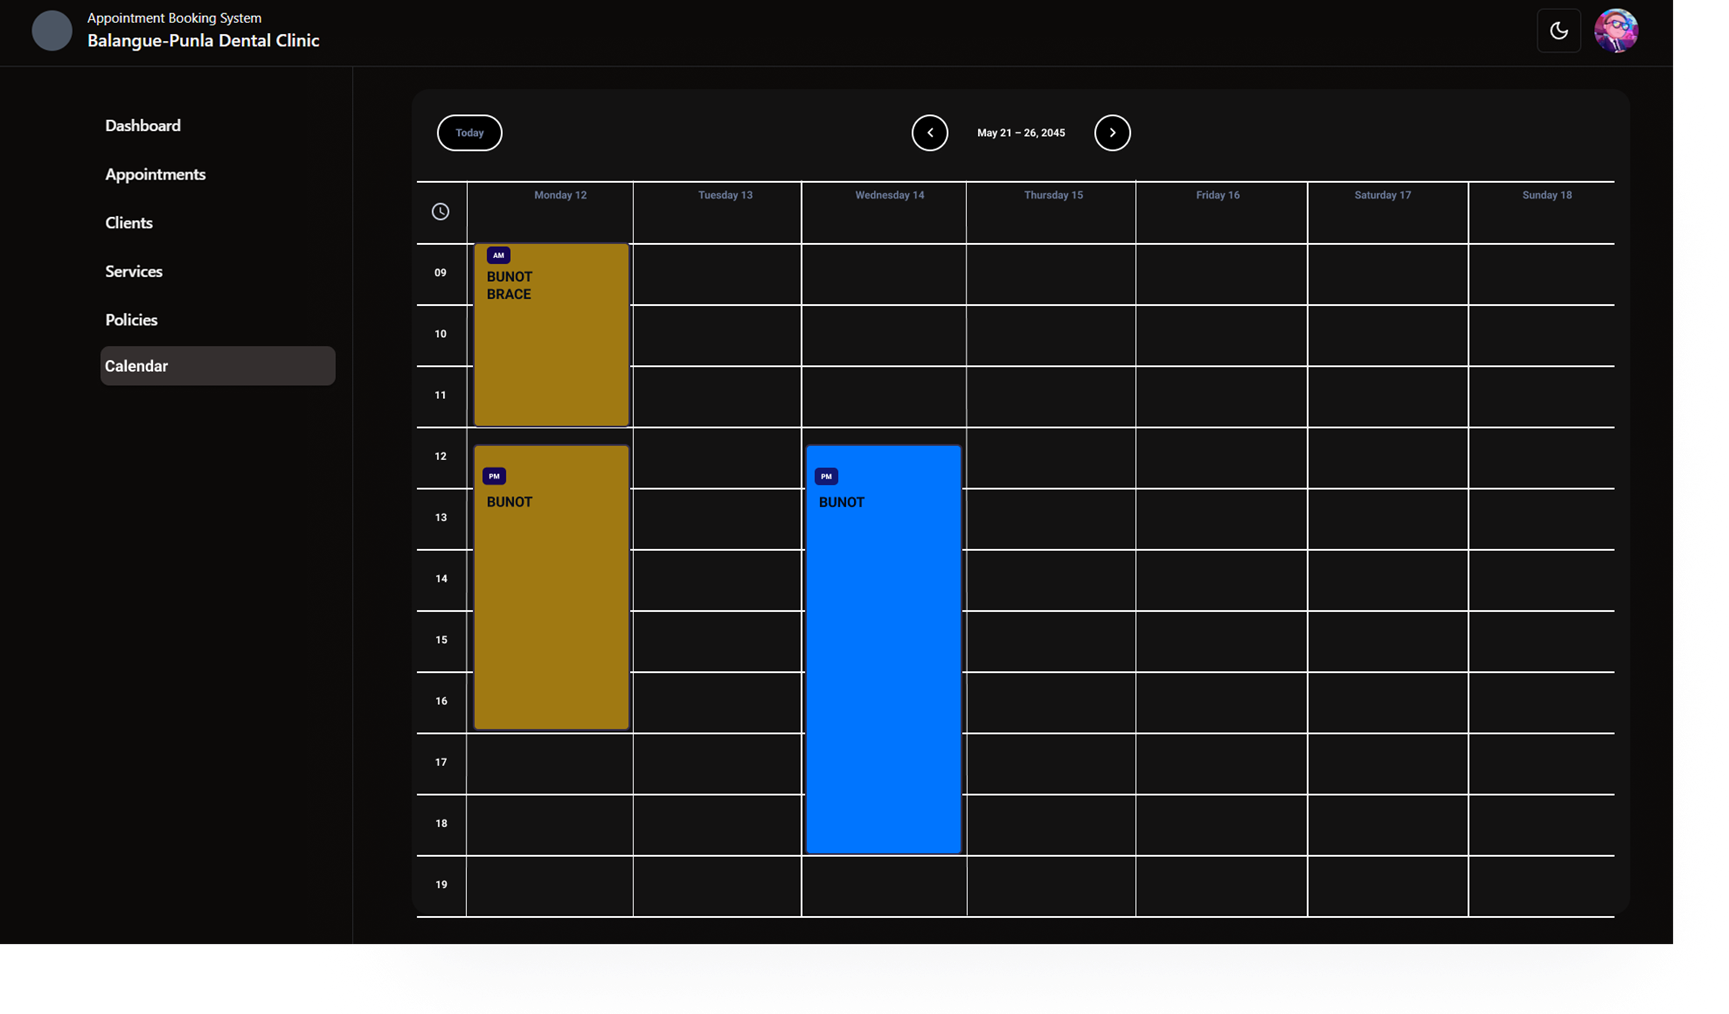 Appointment Booking System
Balangue-Punla Dental Clinic
Dashboard
Appointments
Clients
Services
Policies
Calendar
Today
May 21 – 26, 2045
Monday 12
Tuesday 13
Wednesday 14
Thursday 15
Friday 16
Saturday 17
Sunday 18
09
AM
BUNOT
BRACE
10
11
12
PM
BUNOT
PM
BUNOT
13
14
15
16
17
18
19